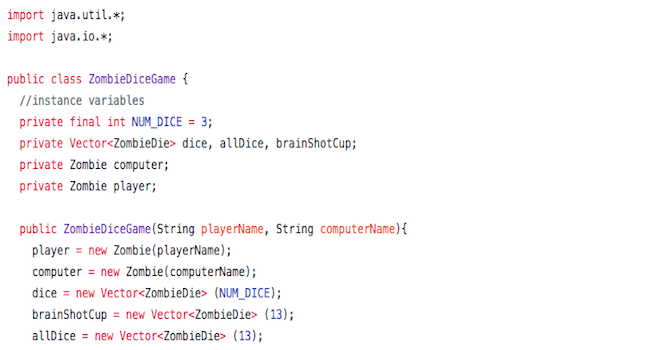 import java.util.*;
import java.io.*;
public class ZombieDiceGame {
//instance variables
private final int NUM_DICE = 3;
private Vector<ZombieDie> dice, allDice, brainShotCup;
private Zombie computer;
private Zombie player;
public ZombieDiceGame(String playerName, String computerName){
player = new Zombie(playerName);
computer = new Zombie(computerName);
dice = new Vector<ZombieDie> (NUM_DICE);
brainShotCup = new Vector<ZombieDie> (13);
allDice = new Vector<ZombieDie> (13);